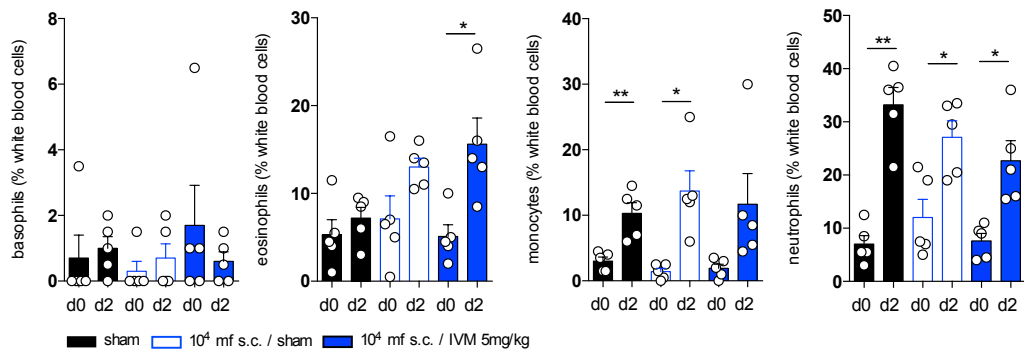 basophils (% white blood cells)
8
6
4
2
0
d0 d2 d0 d2 d0 d2
eosinophils (% white blood cells)
30
20
10
0
*
d0 d2 d0 d2 d0 d2
monocytes (% white blood cells)
40
30
20
10
0
** *
d0 d2 d0 d2 d0 d2
neutrophils (% white blood cells)
50
40
30
20
10
0
** * *
d0 d2 d0 d2 d0 d2
sham 10⁴ mf s.c. / sham 10⁴ mf s.c. / IVM 5mg/kg